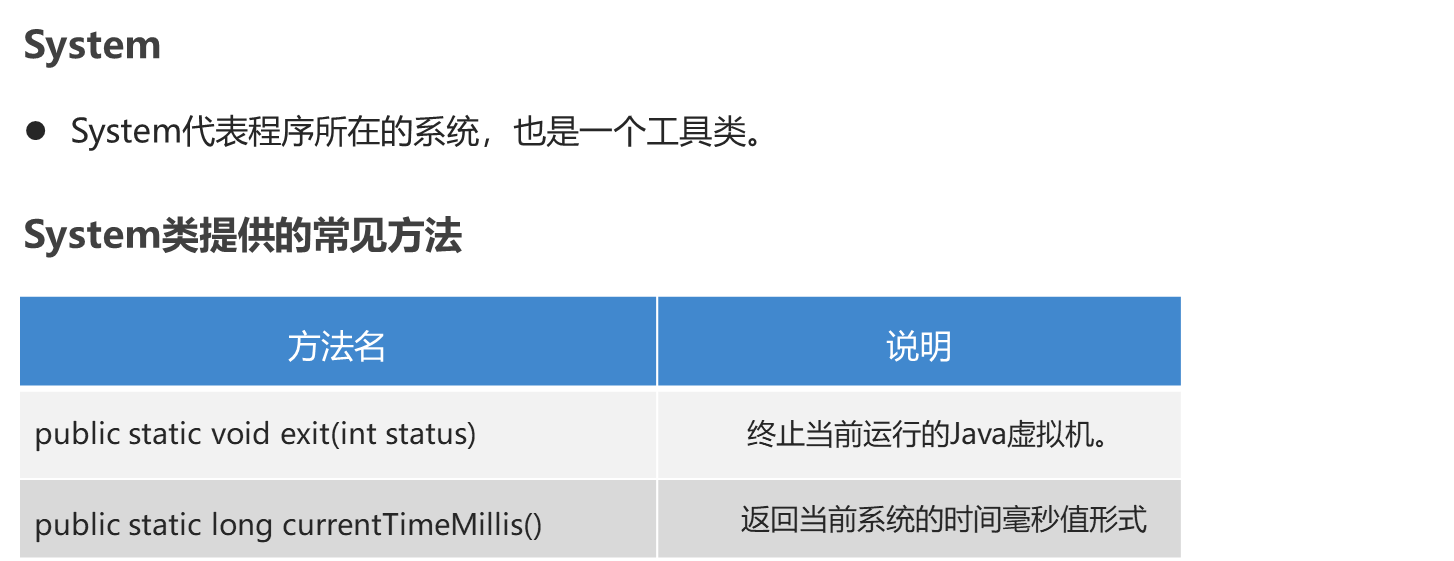 System
● System代表程序所在的系统，也是一个工具类。
System类提供的常见方法
方法名 说明
public static void exit(int status) 终止当前运行的Java虚拟机。
public static long currentTimeMillis() 返回当前系统的时间毫秒值形式